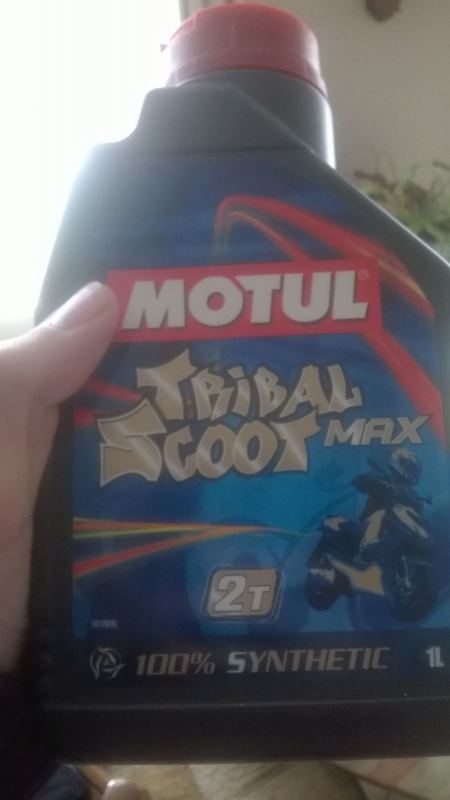 MOTUL®
TRiBAL
SCOOT MAX
2T
100% SYNTHETIC 1L